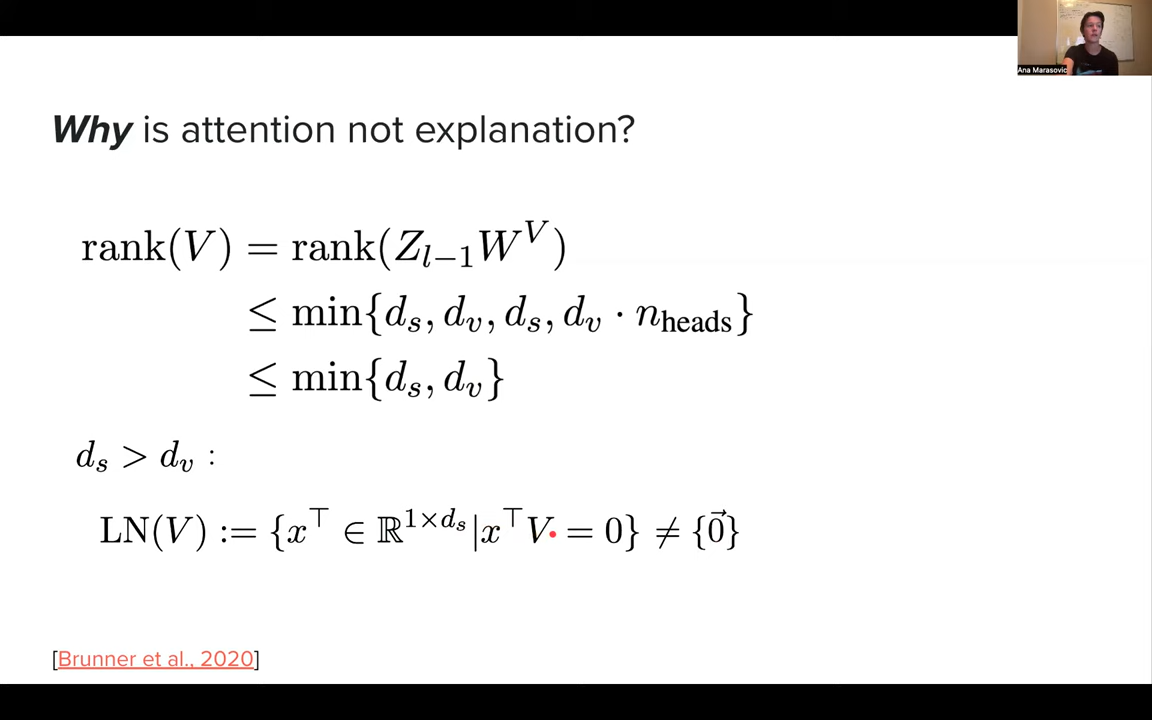 Ana Marasovic
Why is attention not explanation?
rank(V) = rank(Z_{l−1}W^V)
≤ min{d_s, d_v, d_s, d_v · n_heads}
≤ min{d_s, d_v}
d_s > d_v :
LN(V) := {x^⊤ ∈ ℝ^{1×d_s}|x^⊤V = 0} ≠ {0⃗}
[Brunner et al., 2020]